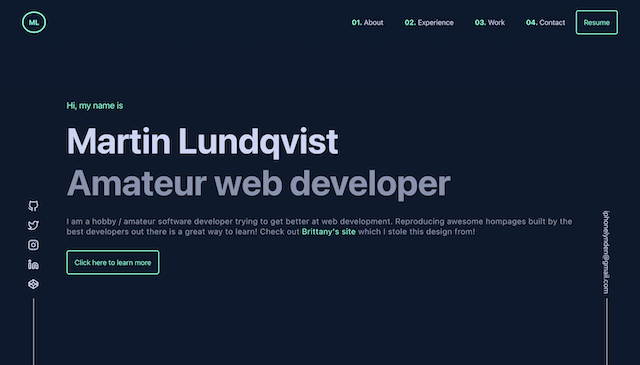 ML
01. About 02. Experience 03. Work 04. Contact Resume
Hi, my name is
Martin Lundqvist
Amateur web developer
I am a hobby / amateur software developer trying to get better at web development. Reproducing awesome hompages built by the
best developers out there is a great way to learn! Check out Brittany's site which I stole this design from!
Click here to learn more
iphonelynden@gmail.com